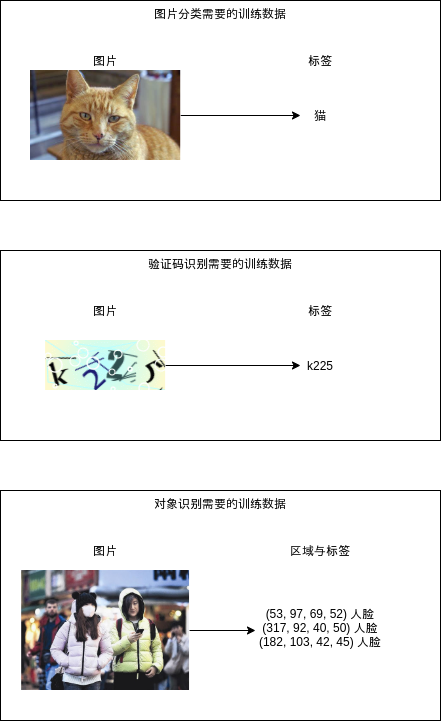 图片分类需要的训练数据
图片 标签
猫
验证码识别需要的训练数据
图片 标签
k225 k225
对象识别需要的训练数据
图片 区域与标签
(53, 97, 69, 52) 人脸
(317, 92, 40, 50) 人脸
(182, 103, 42, 45) 人脸